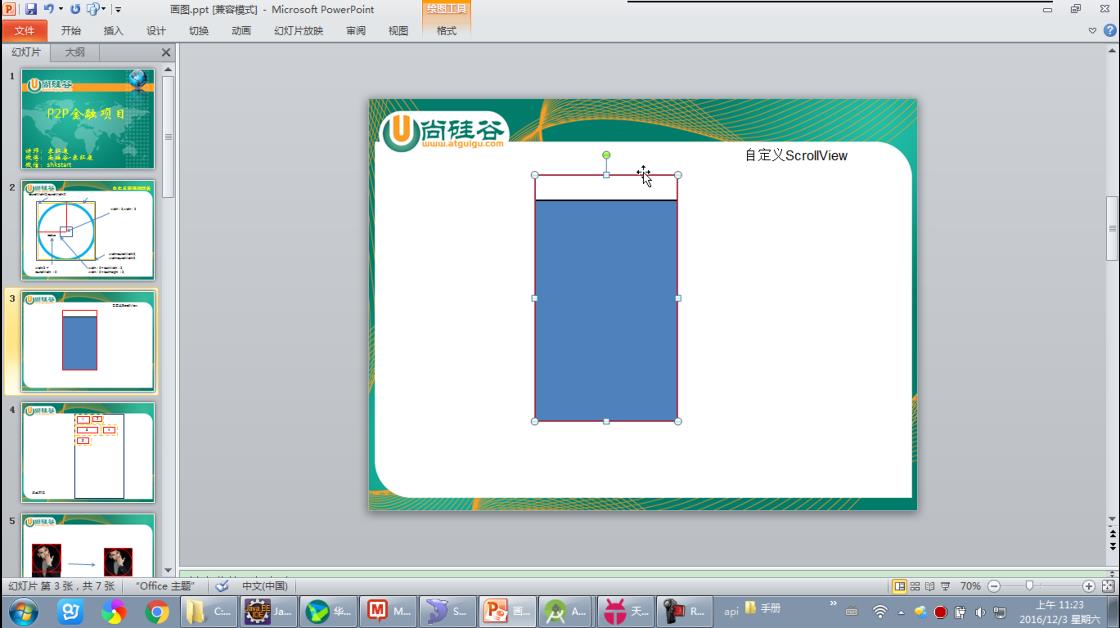 画图.ppt [兼容模式] - Microsoft PowerPoint
绘图工具
文件 开始 插入 设计 切换 动画 幻灯片放映 审阅 视图 格式
幻灯片 大纲
1
尚硅谷
P2P金融项目
2
3
4
5
尚硅谷
www.atguigu.com
自定义ScrollView
幻灯片 第 3 张，共 7 张 "Office 主题" 中文(中国) 70%
C... Ja... 华... M... S... 画... A... 天... R... api 手册
上午 11:23
2016/12/3 星期六